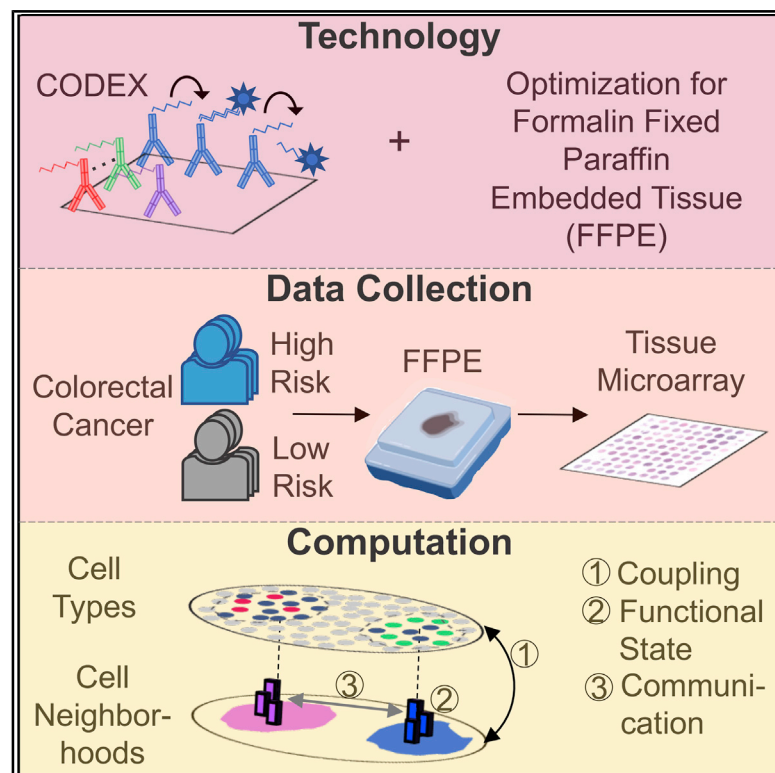 Technology
CODEX
+
Optimization for
Formalin Fixed
Paraffin
Embedded Tissue
(FFPE)
Data Collection
Colorectal
Cancer
High
Risk
Low
Risk
FFPE
Tissue
Microarray
Computation
Cell
Types
Cell
Neighbor-
hoods
①
②
③
① Coupling
② Functional
State
③ Communi-
cation